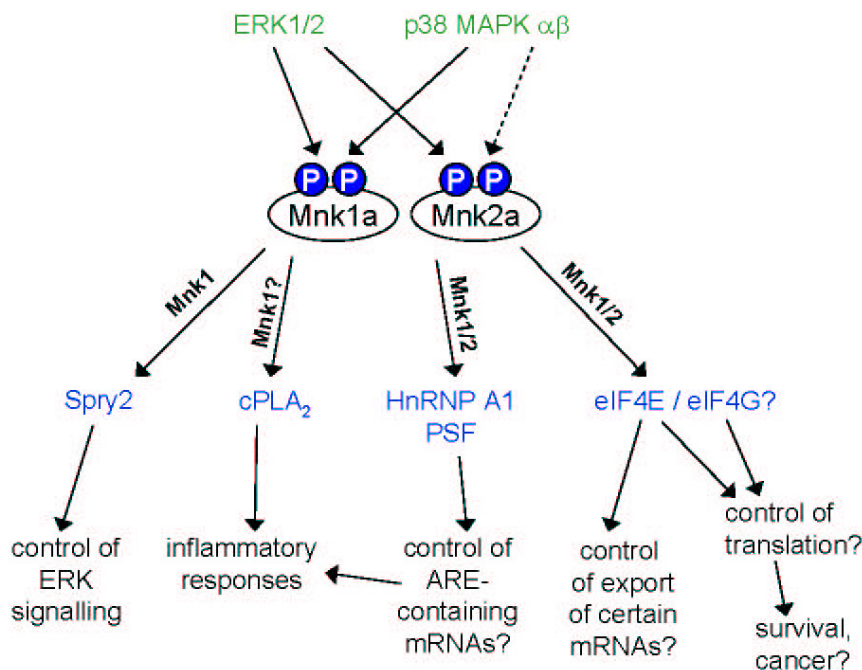 ERK1/2
p38 MAPK αβ
P P
P P
Mnk1a
Mnk2a
Mnk1
Mnk1?
Mnk1/2
Mnk1/2
Spry2
cPLA₂
HnRNP A1
PSF
eIF4E / eIF4G?
control of
ERK
signalling
inflammatory
responses
control of
ARE-
containing
mRNAs?
control
of export
of certain
mRNAs?
control of
translation?
survival,
cancer?